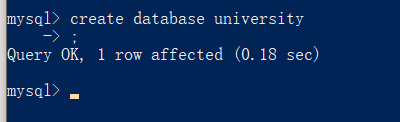 mysql> create database university
    -> ;
Query OK, 1 row affected (0.18 sec)
mysql>